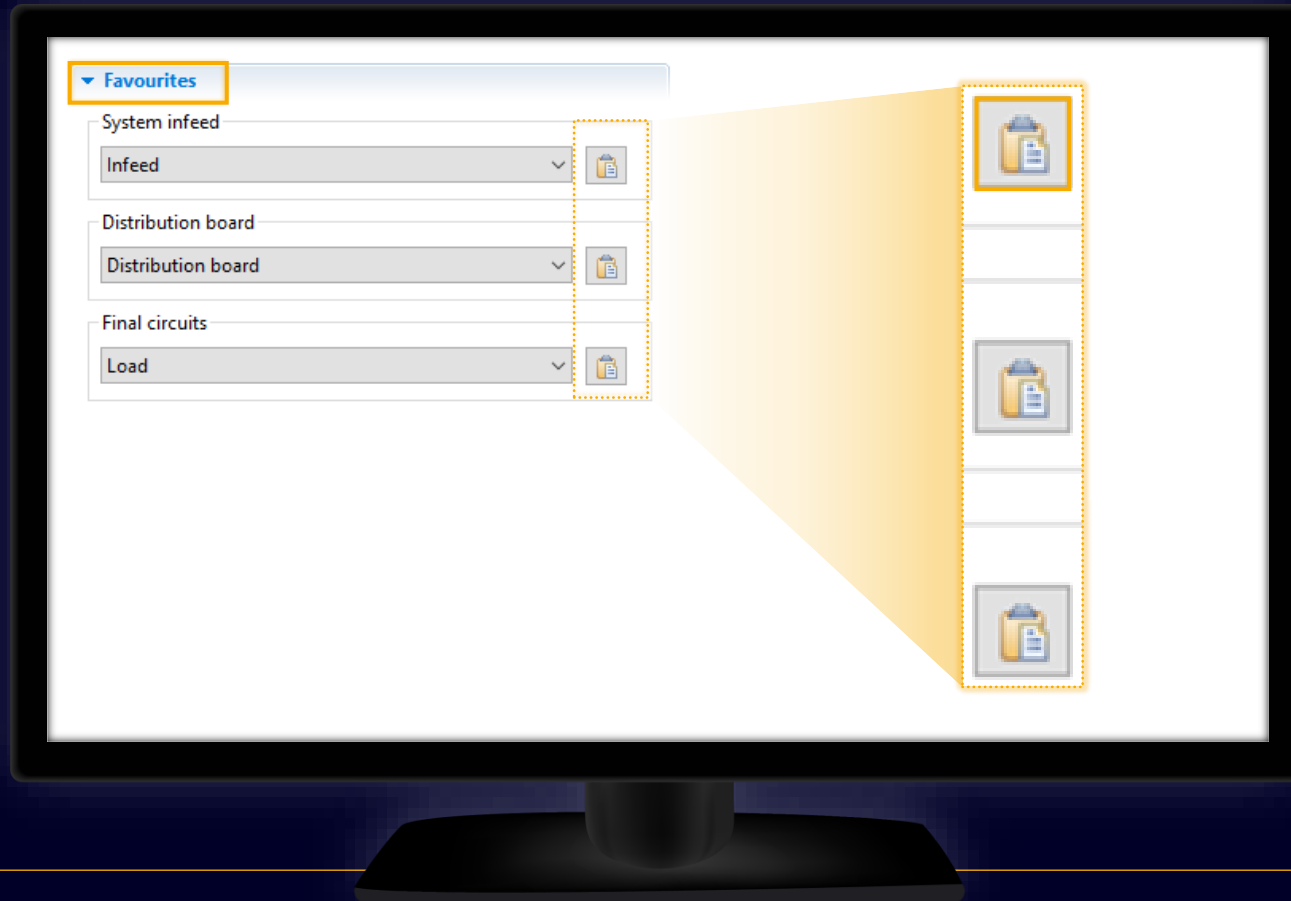 Favourites
System infeed
Infeed
Distribution board
Distribution board
Final circuits
Load